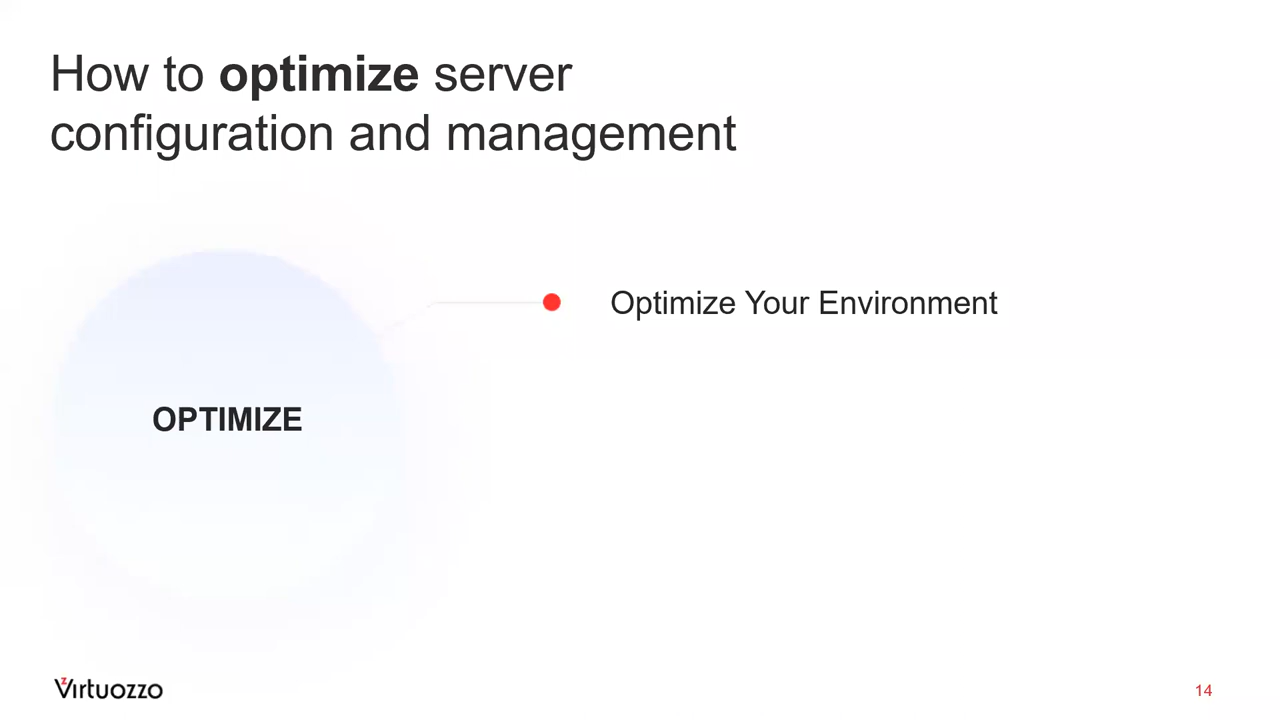 How to optimize server
configuration and management
Optimize Your Environment
OPTIMIZE
Virtuozzo
14